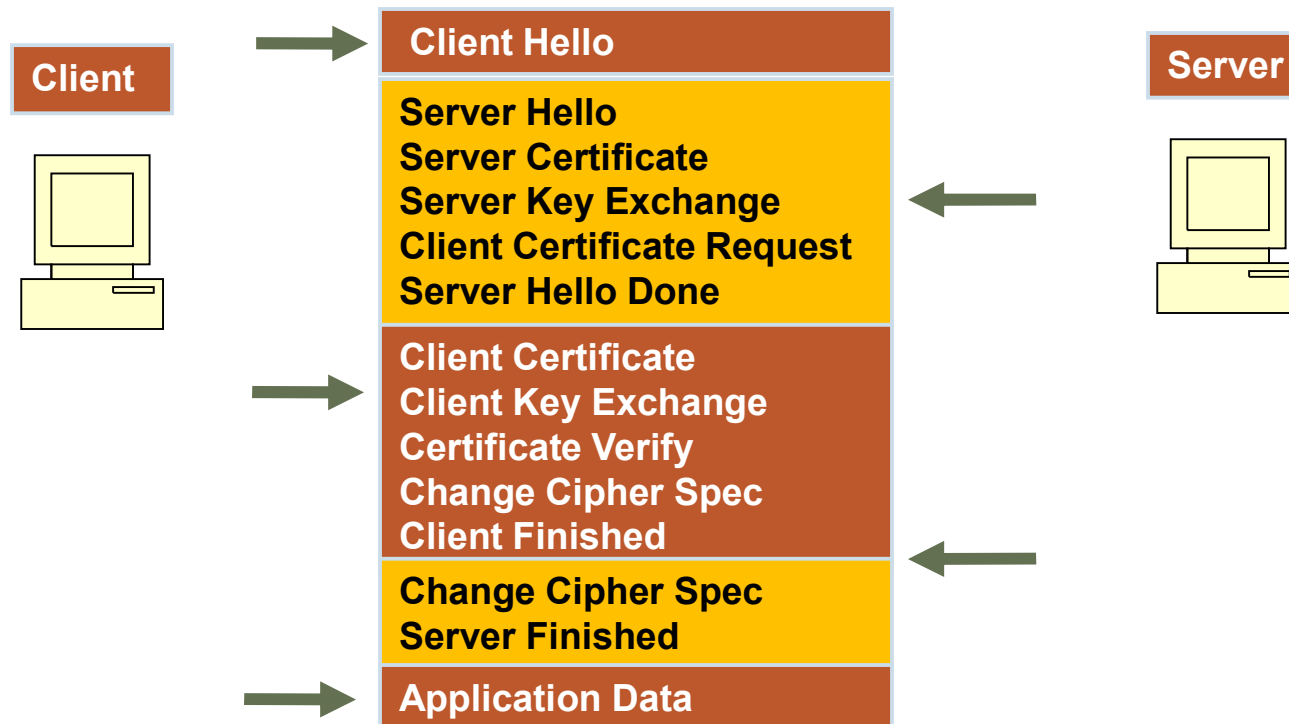 Client
Server
Client Hello
Server Hello
Server Certificate
Server Key Exchange
Client Certificate Request
Server Hello Done
Client Certificate
Client Key Exchange
Certificate Verify
Change Cipher Spec
Client Finished
Change Cipher Spec
Server Finished
Application Data